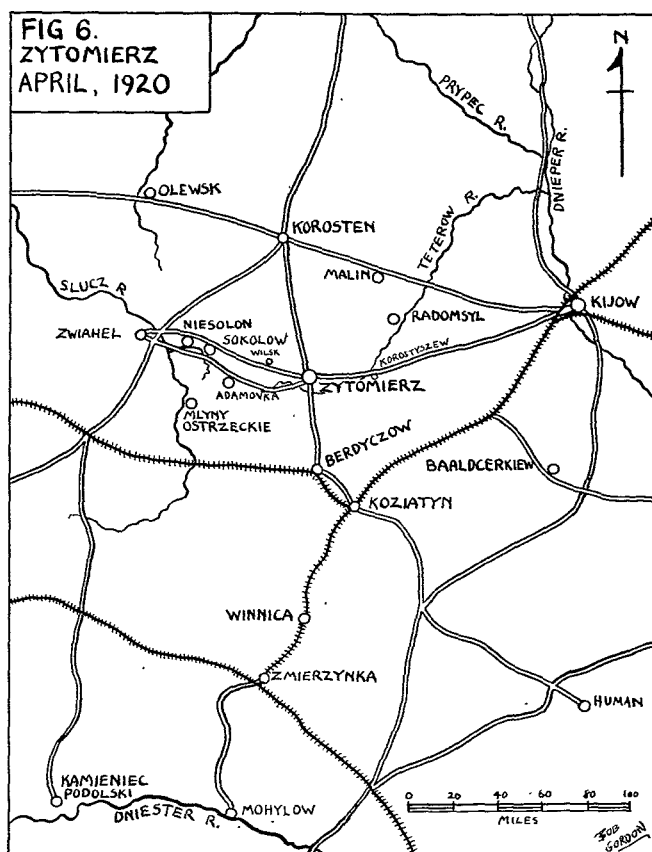 FIG 6.
ZYTOMIERZ
APRIL, 1920
N
PRYPEC R.
DNIEPER R.
OLEWSK
TETEROW R.
KOROSTEN
MALIN
SLUCZ R
RADOMSYL
KIJOW
NIESOLON
ZWIAHEL
SOKOLOW
WILSK
KOROSTYSZEW
ZYTOMIERZ
ADAMOVKA
MLYNY
OSTRZECKIE
BERDYCZOW
BAALDCERKIEW
KOZIATYN
WINNICA
ZMIERZYNKA
HUMAN
KAMIENIEC
PODOLSKI
DNIESTER R.
MOHYLOW
0 20 40 60 80 100
MILES
GORDON